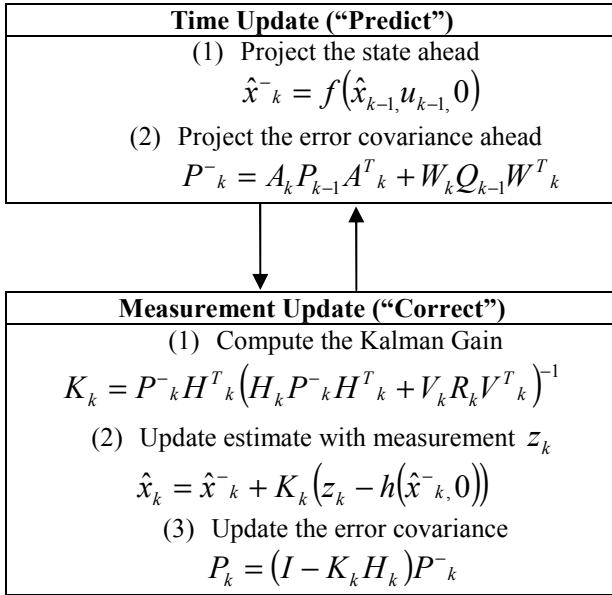 Time Update (“Predict”)
(1) Project the state ahead
x̂⁻ₖ = f(x̂ₖ₋₁, uₖ₋₁, 0)
(2) Project the error covariance ahead
P⁻ₖ = AₖPₖ₋₁Aᵀₖ + WₖQₖ₋₁Wᵀₖ
Measurement Update (“Correct”)
(1) Compute the Kalman Gain
Kₖ = P⁻ₖHᵀₖ(HₖP⁻ₖHᵀₖ + VₖRₖVᵀₖ)⁻¹
(2) Update estimate with measurement zₖ
x̂ₖ = x̂⁻ₖ + Kₖ(zₖ − h(x̂⁻ₖ, 0))
(3) Update the error covariance
Pₖ = (I − KₖHₖ)P⁻ₖ